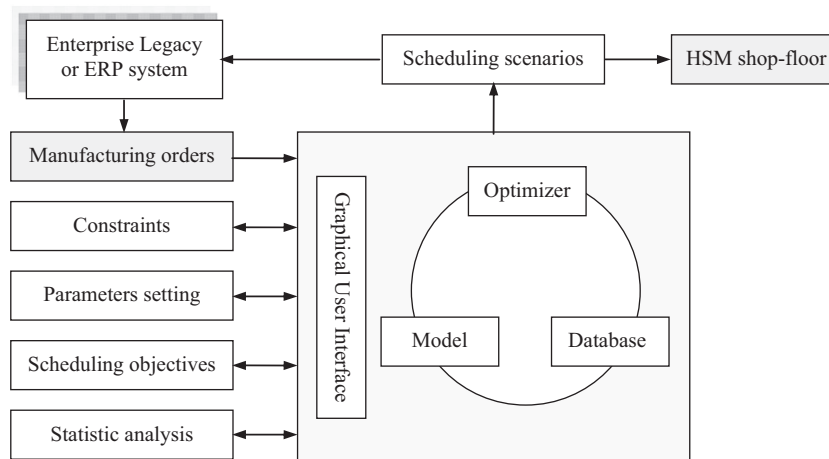 Enterprise Legacy
or ERP system
Scheduling scenarios
HSM shop-floor
Manufacturing orders
Constraints
Parameters setting
Scheduling objectives
Statistic analysis
Graphical User Interface
Optimizer
Model
Database